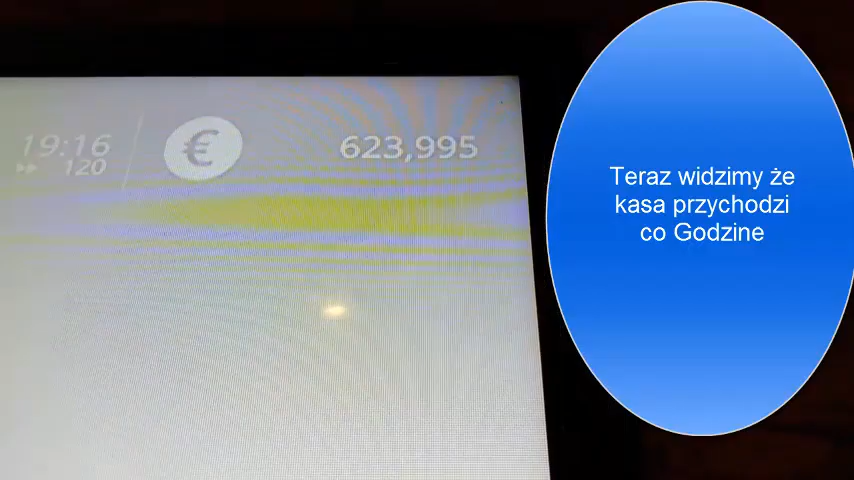 19:16
120
€
623,995
Teraz widzimy że
kasa przychodzi
co Godzine